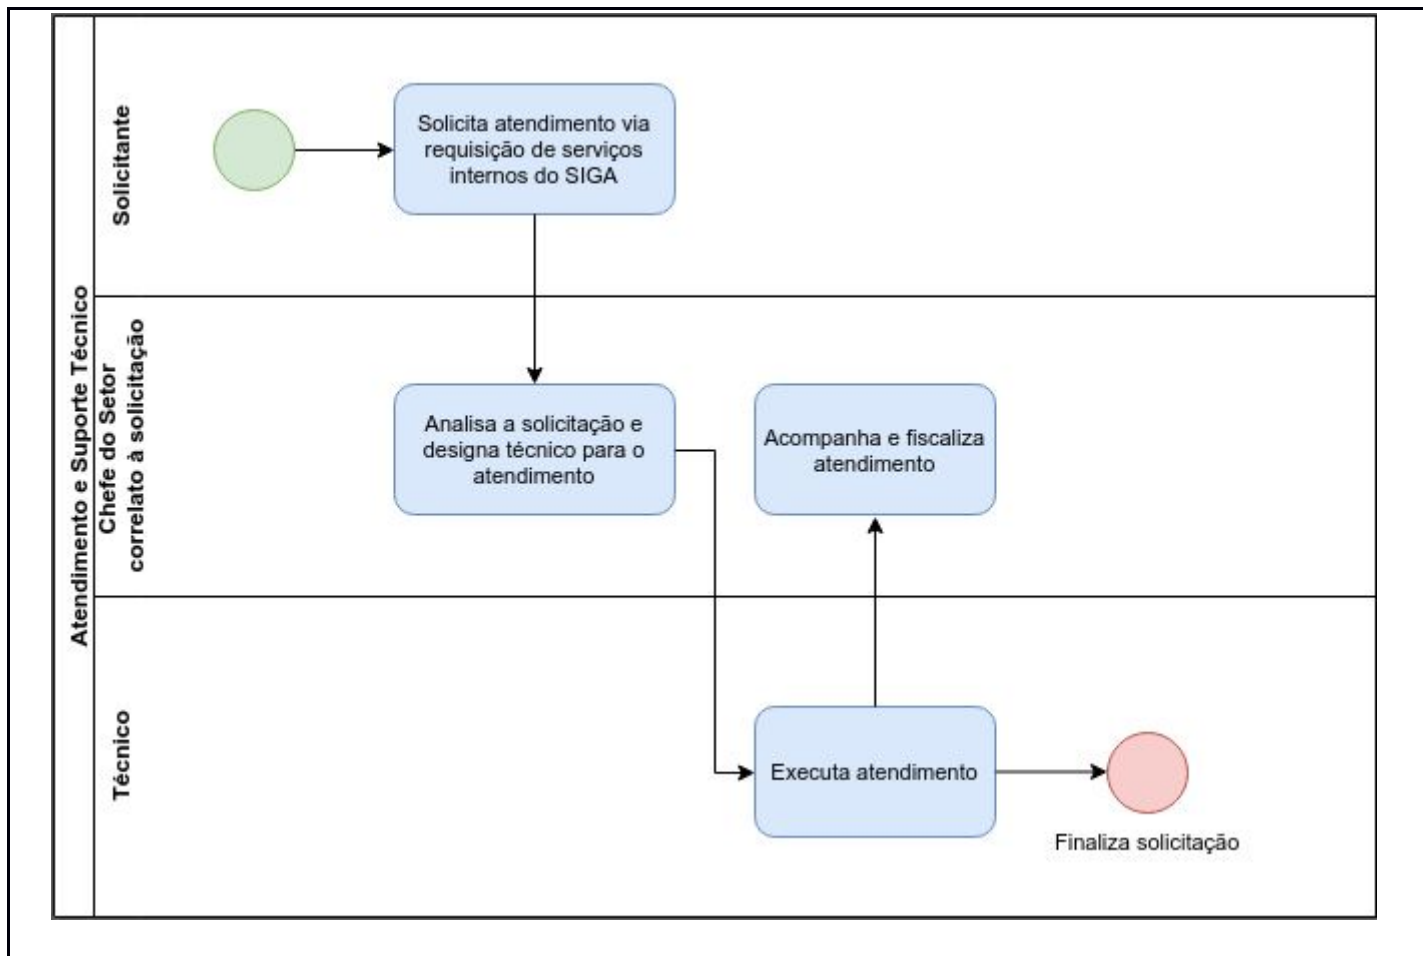 Atendimento e Suporte Técnico
Solicitante
Solicita atendimento via
requisição de serviços
internos do SIGA
Chefe do Setor
correlato à solicitação
Analisa a solicitação e
designa técnico para o
atendimento
Acompanha e fiscaliza
atendimento
Técnico
Executa atendimento
Finaliza solicitação